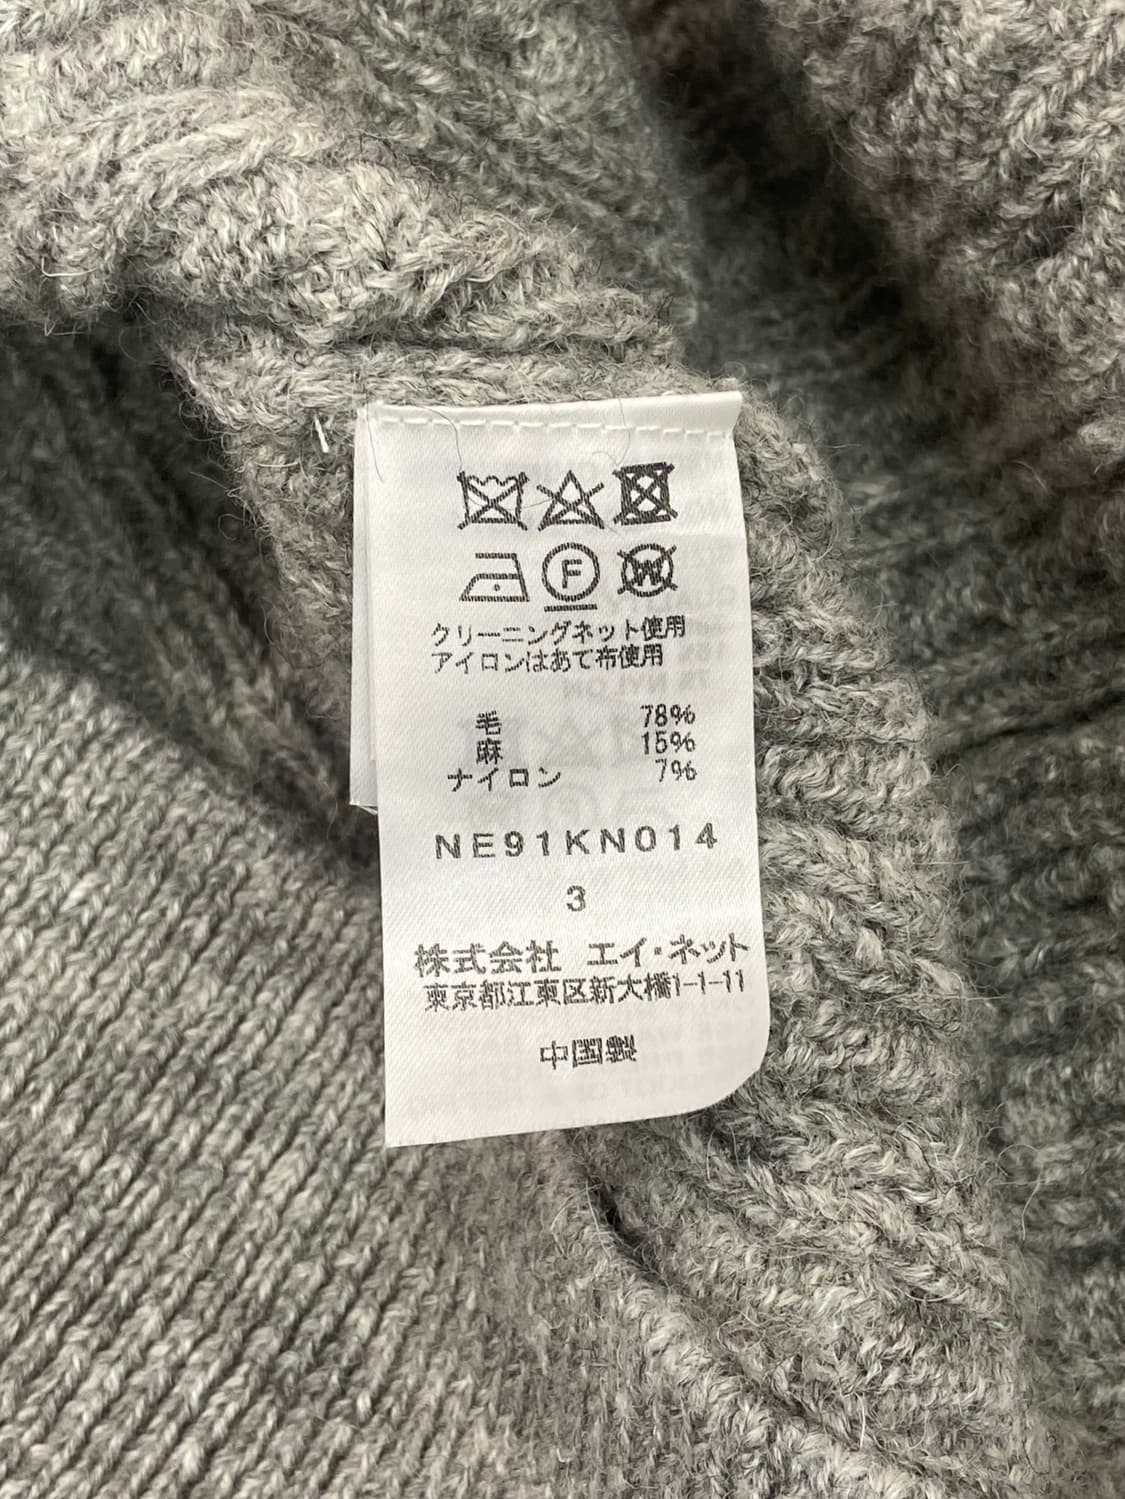 F W
クリーニングネット使用
アイロンはあて布使用
毛 78%
麻 15%
ナイロン 7%
NE91KN014
3
株式会社 エイ・ネット
東京都江東区新大橋1-1-11
中国製